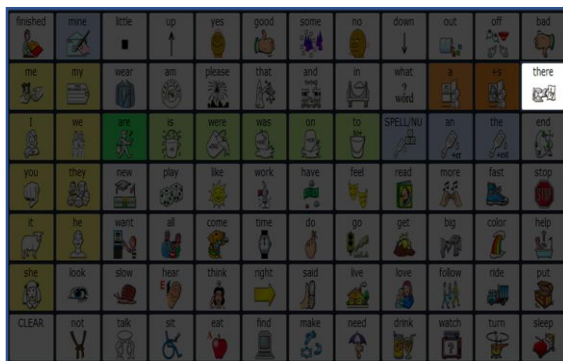 finished mine little up yes good some no down out off bad
me my wear am please that and in what a +s there
word
I we are is were was on to SPELL/NU an the end
+er +est
you they new play like work have feel read more fast stop
it he want all come time do go get big color help
she look slow hear think right said live love follow ride put
CLEAR not talk sit eat find make need drink watch turn sleep